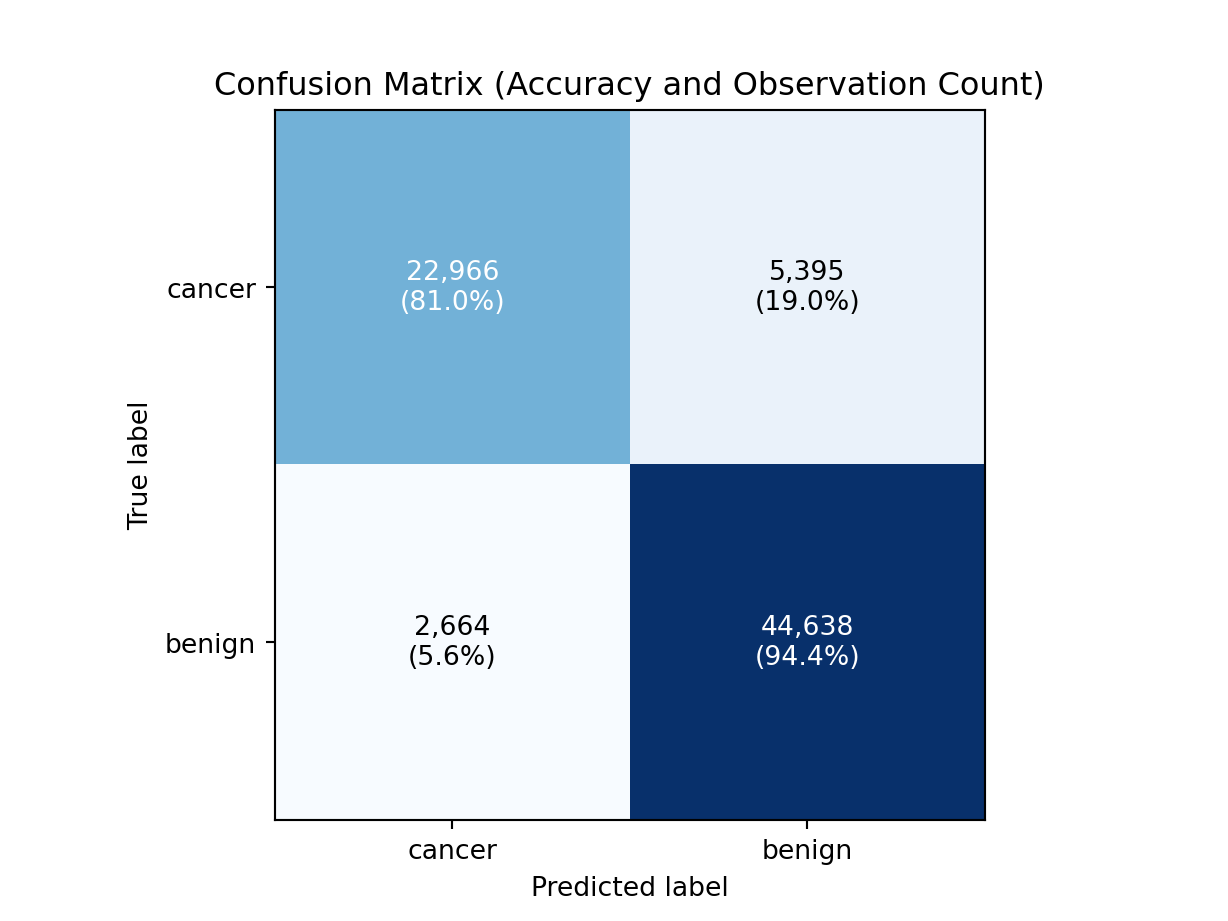 Confusion Matrix (Accuracy and Observation Count)
True label
cancer
22,966
(81.0%)
5,395
(19.0%)
benign
2,664
(5.6%)
44,638
(94.4%)
cancer
benign
Predicted label